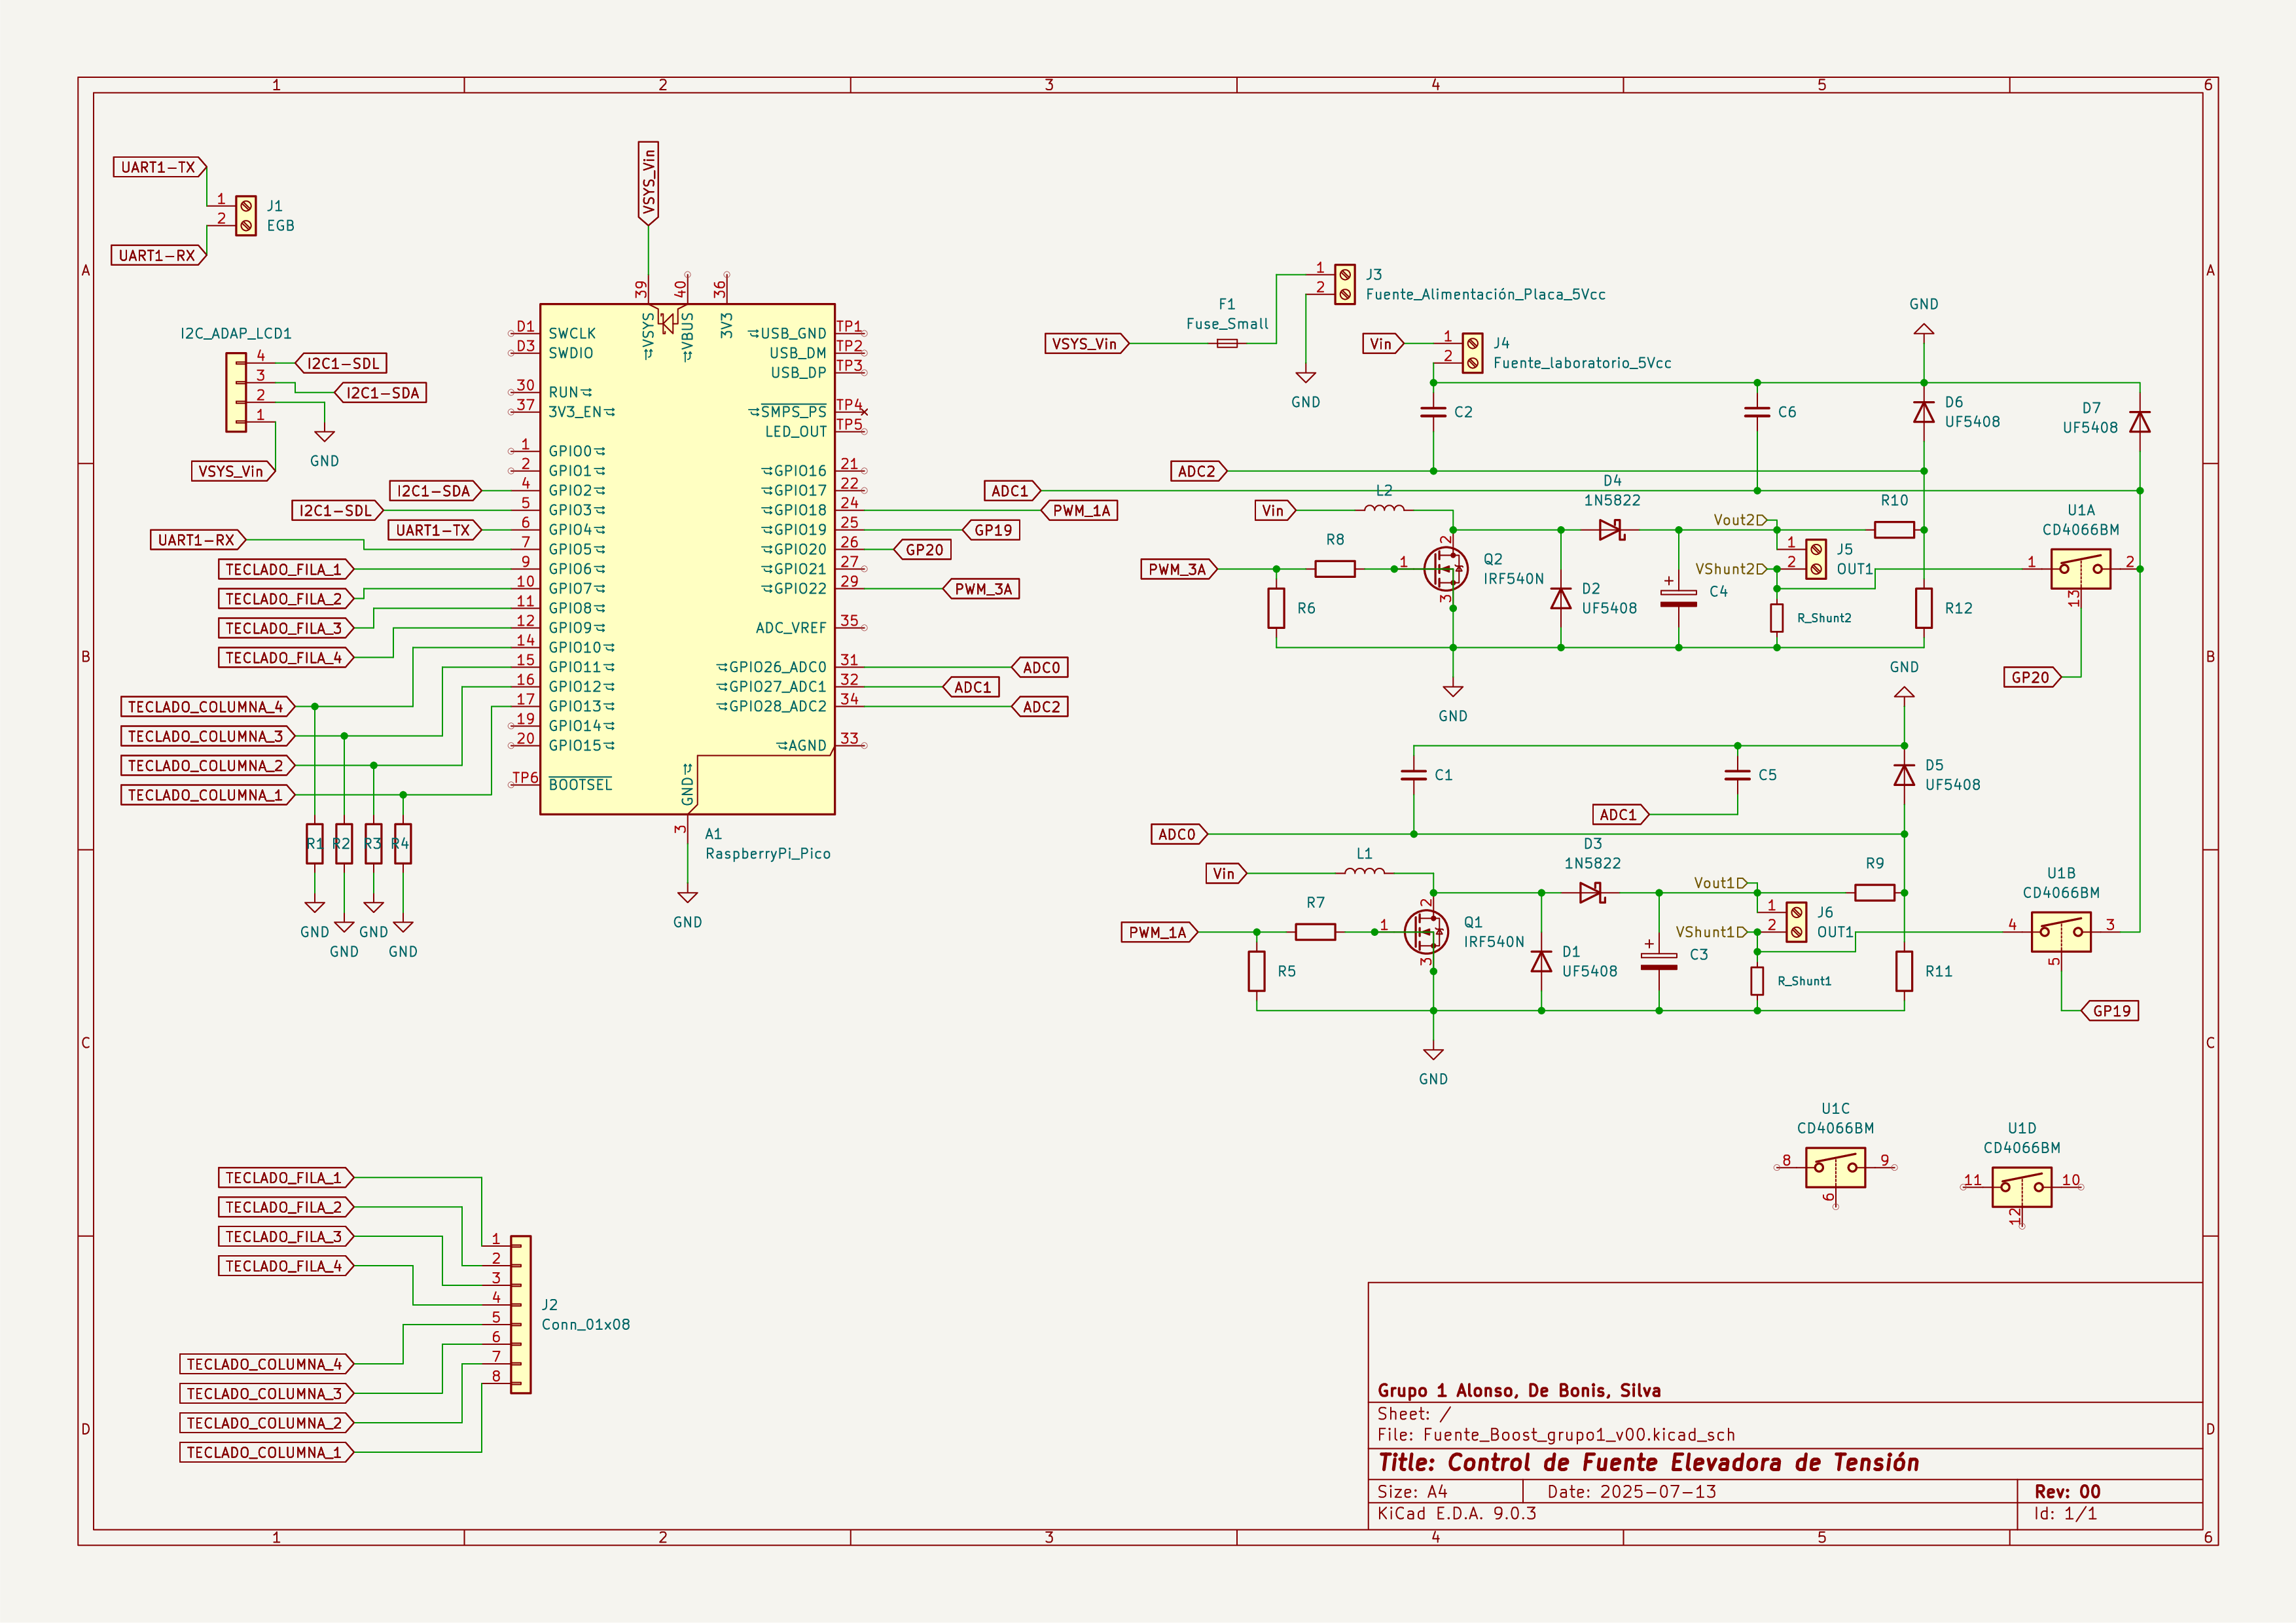 1 2 3 4 5 6
A
B
C
D
UART1-TX
1
2
J1
EGB
UART1-RX
I2C_ADAP_LCD1
4
3
2
1
I2C1-SDL
I2C1-SDA
GND
VSYS_Vin
VSYS_Vin
39
40
36
VSYS
VBUS
3V3
D1 SWCLK
D3 SWDIO
30 RUN
37 3V3_EN
1 GPIO0
2 GPIO1
I2C1-SDA 4 GPIO2
I2C1-SDL 5 GPIO3
UART1-TX 6 GPIO4
UART1-RX 7 GPIO5
TECLADO_FILA_1 9 GPIO6
TECLADO_FILA_2 10 GPIO7
TECLADO_FILA_3 11 GPIO8
TECLADO_FILA_4 12 GPIO9
14 GPIO10
15 GPIO11
16 GPIO12
TECLADO_COLUMNA_4 17 GPIO13
19 GPIO14
TECLADO_COLUMNA_3 20 GPIO15
TECLADO_COLUMNA_2
TECLADO_COLUMNA_1
TP6 BOOTSEL
USB_GND TP1
USB_DM TP2
USB_DP TP3
SMPS_PS TP4
LED_OUT TP5
GPIO16 21
GPIO17 22
GPIO18 24 PWM_1A
GPIO19 25 GP19
GPIO20 26 GP20
GPIO21 27
GPIO22 29 PWM_3A
ADC_VREF 35
GPIO26_ADC0 31 ADC0
GPIO27_ADC1 32 ADC1
GPIO28_ADC2 34 ADC2
AGND 33
GND
3
A1
RaspberryPi_Pico
GND
R1 R2 R3 R4
GND
GND
GND
GND
TECLADO_FILA_1
TECLADO_FILA_2
TECLADO_FILA_3
TECLADO_FILA_4
TECLADO_COLUMNA_4
TECLADO_COLUMNA_3
TECLADO_COLUMNA_2
TECLADO_COLUMNA_1
1
2
3
4
5
6
7
8
J2
Conn_01x08
VSYS_Vin
F1
Fuse_Small
1
2
J3
Fuente_Alimentación_Placa_5Vcc
GND
Vin
1
2
J4
Fuente_laboratorio_5Vcc
GND
C2
C6
D6
UF5408
D7
UF5408
ADC2
ADC1
Vin
L2
D4
1N5822
Vout2
R10
PWM_3A
R8
R6
1
2
3
Q2
IRF540N
D2
UF5408
+
C4
VShunt2
1
2
J5
OUT1
R_Shunt2
R12
U1A
CD4066BM
1
2
13
GP20
GND
GND
C1
C5
D5
UF5408
ADC1
ADC0
Vin
L1
D3
1N5822
Vout1
R9
PWM_1A
R7
R5
1
2
3
Q1
IRF540N
D1
UF5408
+
C3
VShunt1
1
2
J6
OUT1
R_Shunt1
R11
U1B
CD4066BM
4
3
5
GP19
GND
U1C
CD4066BM
8
9
6
U1D
CD4066BM
11
10
12
Grupo 1 Alonso, De Bonis, Silva
Sheet: /
File: Fuente_Boost_grupo1_v00.kicad_sch
Title: Control de Fuente Elevadora de Tensión
Size: A4
Date: 2025-07-13
Rev: 00
KiCad E.D.A. 9.0.3
Id: 1/1
A
B
C
D
1 2 3 4 5 6